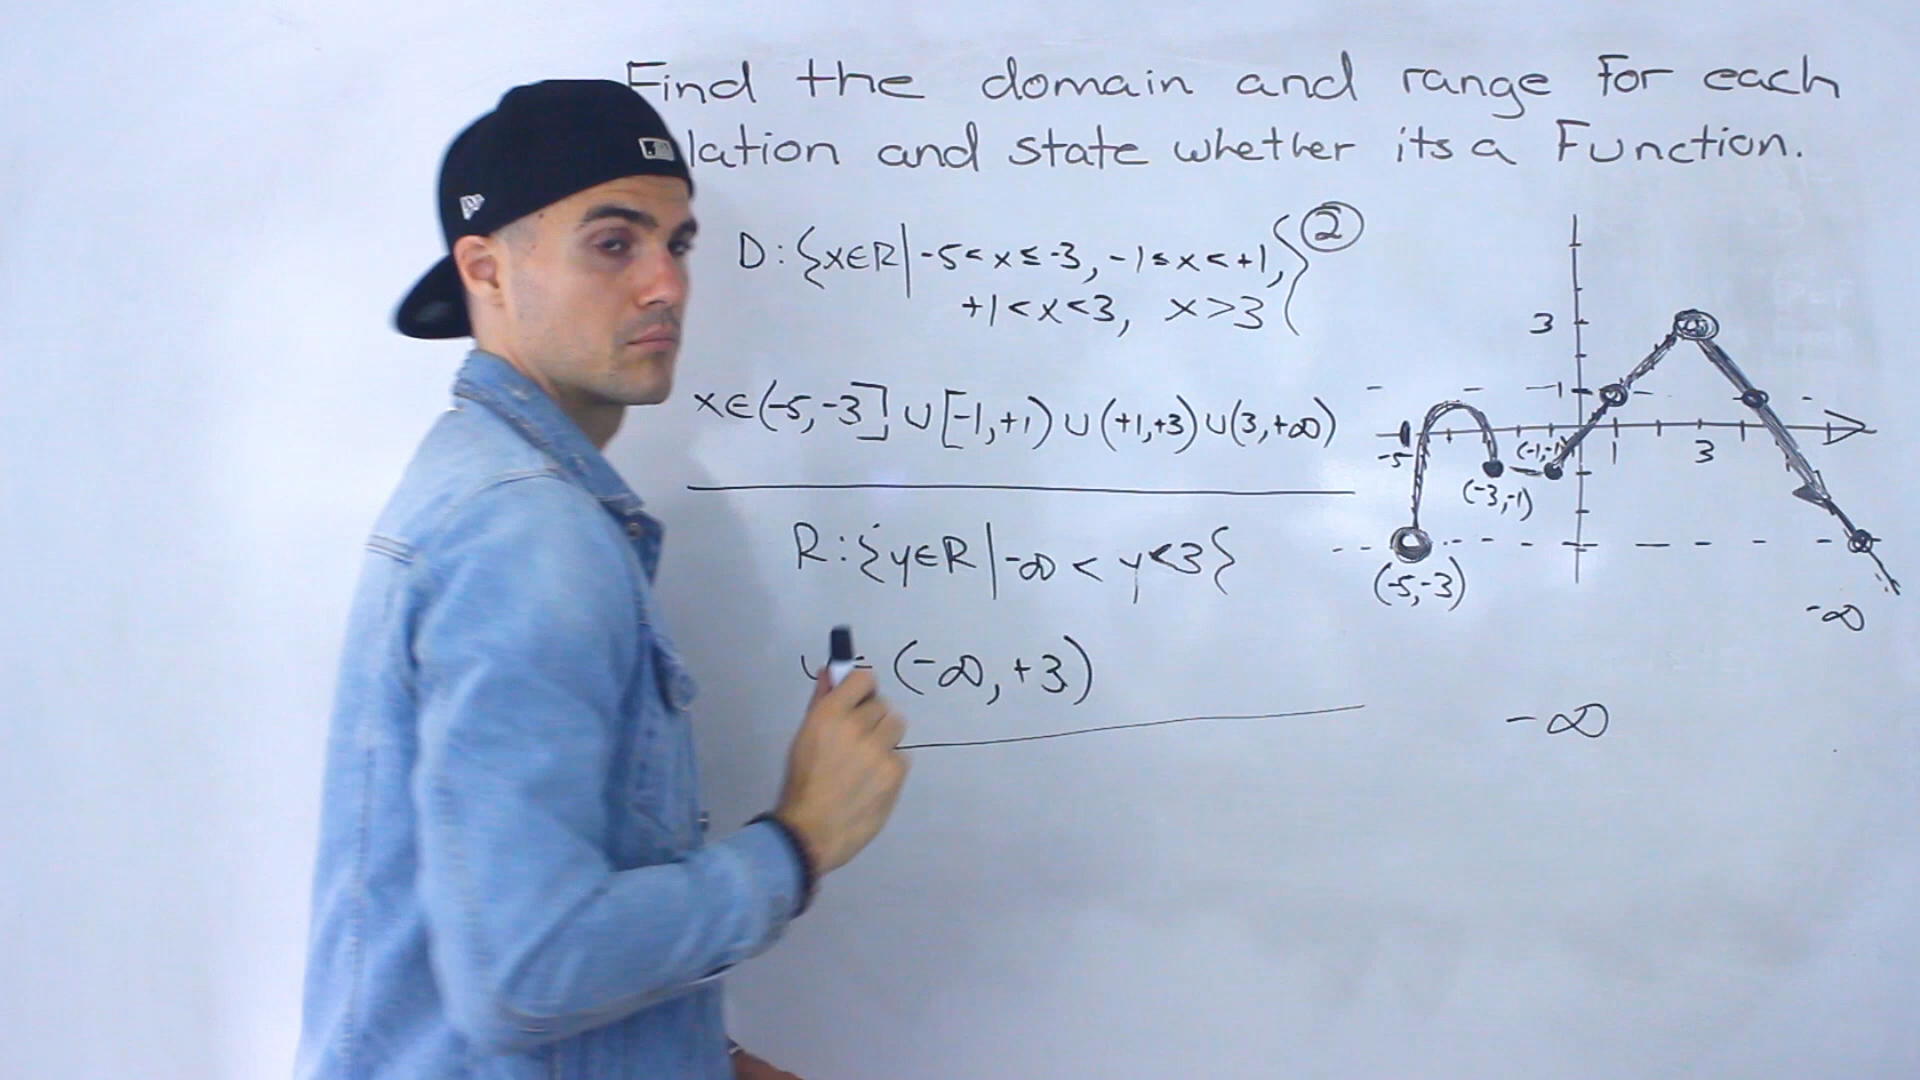 Find the domain and range for each
lation and state whether its a Function.
D: {x∈R | -5 < x ≤ -3, -1 ≤ x < +1, }
+1 < x < 3, x > 3
②
x ∈ (-5, -3] ∪ [-1, +1) ∪ (+1, +3) ∪ (3, +∞)
R: {y∈R | -∞ < y < 3}
(-∞, +3)
3
1
-5
(-1,-1)
1
3
(-3,-1)
(-5,-3)
-∞
-∞